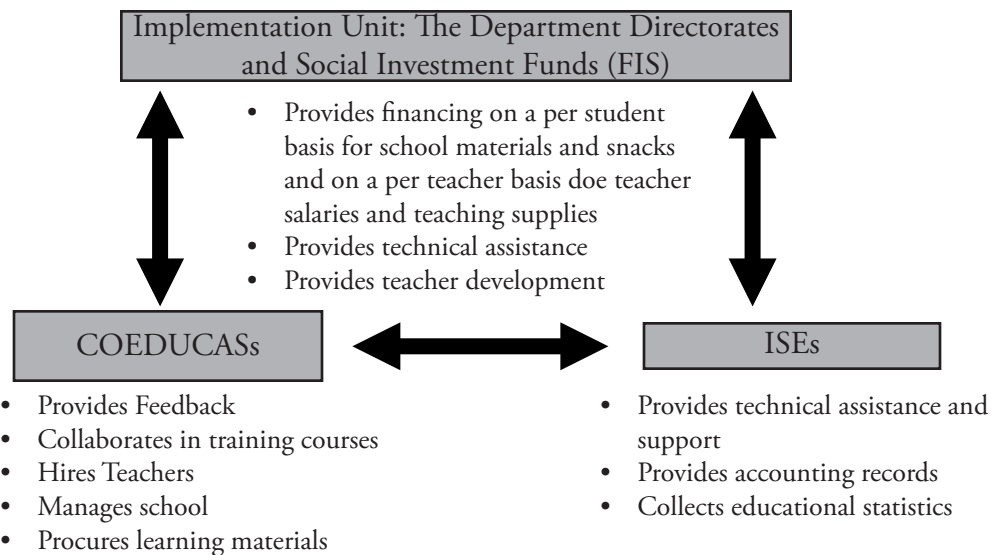 Implementation Unit: The Department Directorates
and Social Investment Funds (FIS)
• Provides financing on a per student
basis for school materials and snacks
and on a per teacher basis doe teacher
salaries and teaching supplies
• Provides technical assistance
• Provides teacher development
COEDUCASs
• Provides Feedback
• Collaborates in training courses
• Hires Teachers
• Manages school
• Procures learning materials
ISEs
• Provides technical assistance and
support
• Provides accounting records
• Collects educational statistics